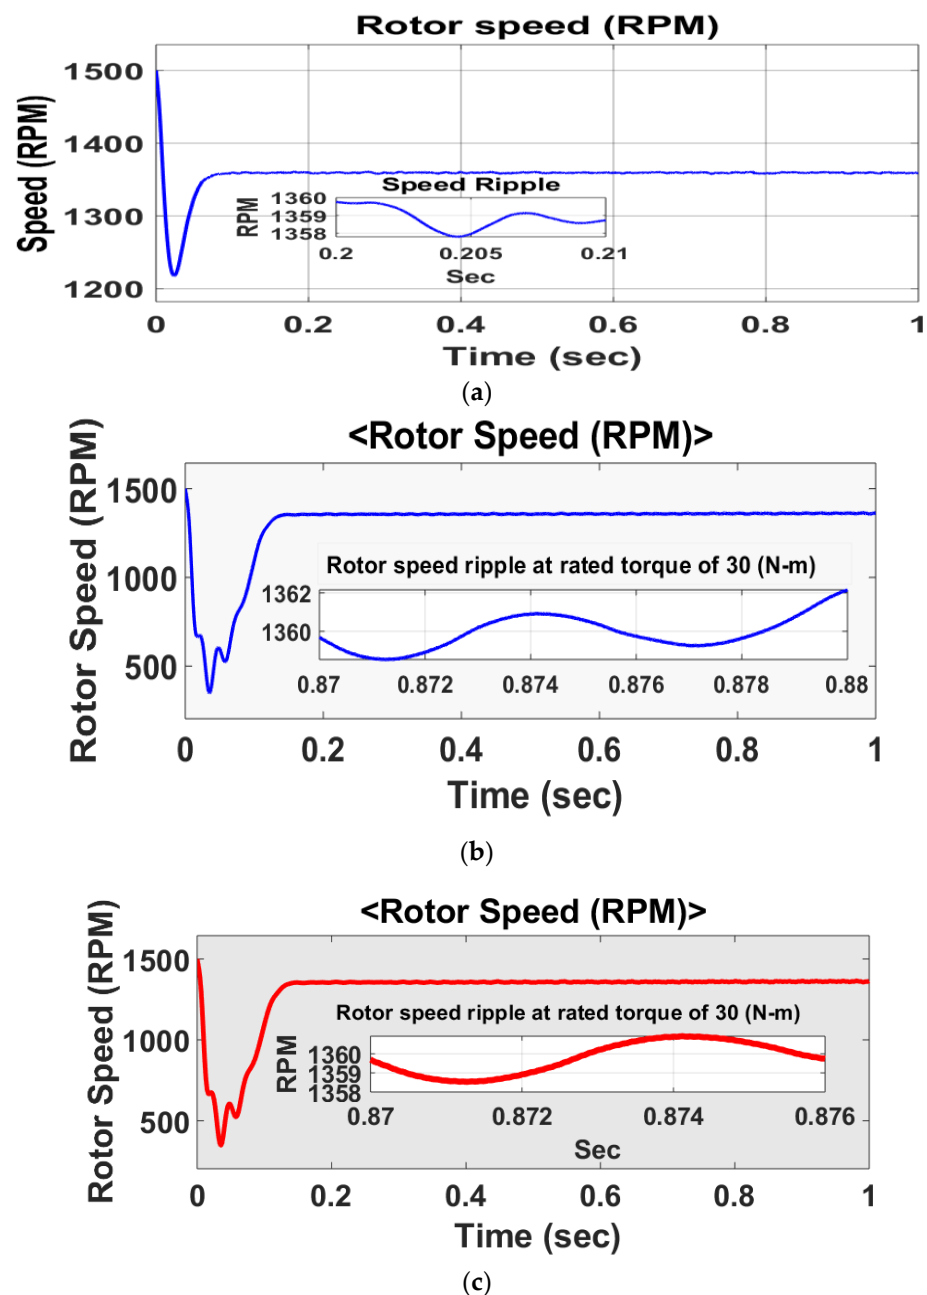 Rotor speed (RPM)
Speed (RPM)
1500
1400
1300
1200
Speed Ripple
RPM
1360
1359
1358
0.2 0.205 0.21
Sec
0 0.2 0.4 0.6 0.8 1
Time (sec)
(a)
<Rotor Speed (RPM)>
Rotor Speed (RPM)
1500
1000
500
Rotor speed ripple at rated torque of 30 (N-m)
1362
1360
0.87 0.872 0.874 0.876 0.878 0.88
0 0.2 0.4 0.6 0.8 1
Time (sec)
(b)
<Rotor Speed (RPM)>
Rotor Speed (RPM)
1500
1000
500
Rotor speed ripple at rated torque of 30 (N-m)
RPM
1360
1359
1358
0.87 0.872 0.874 0.876
Sec
0 0.2 0.4 0.6 0.8 1
Time (sec)
(c)